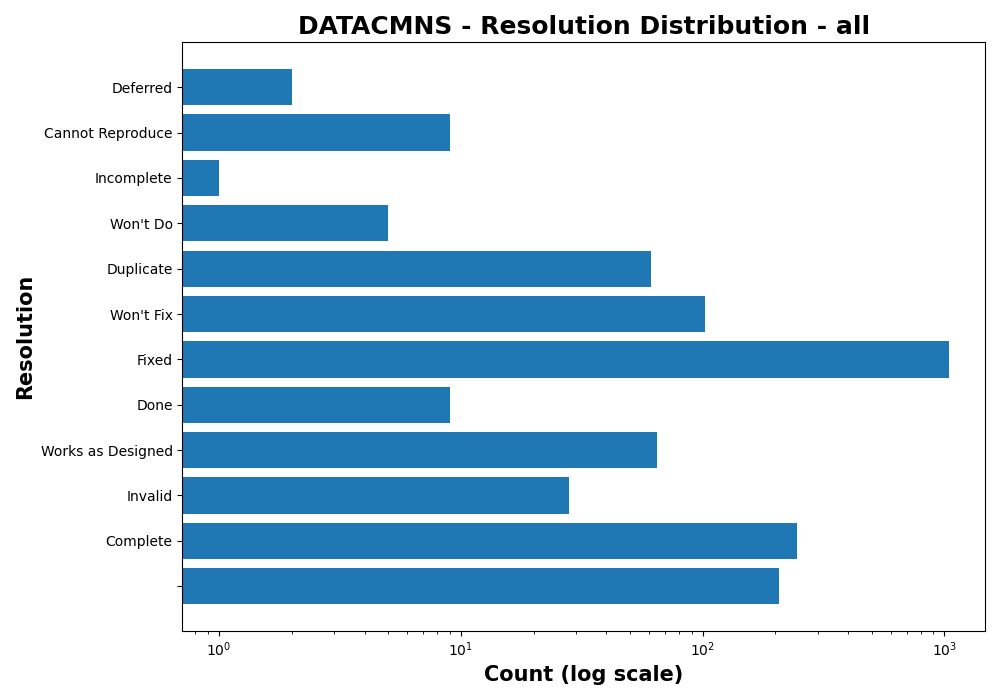 DATACMNS - Resolution Distribution - all
Resolution
Deferred
Cannot Reproduce
Incomplete
Won't Do
Duplicate
Won't Fix
Fixed
Done
Works as Designed
Invalid
Complete
10⁰ 10¹ 10² 10³
Count (log scale)